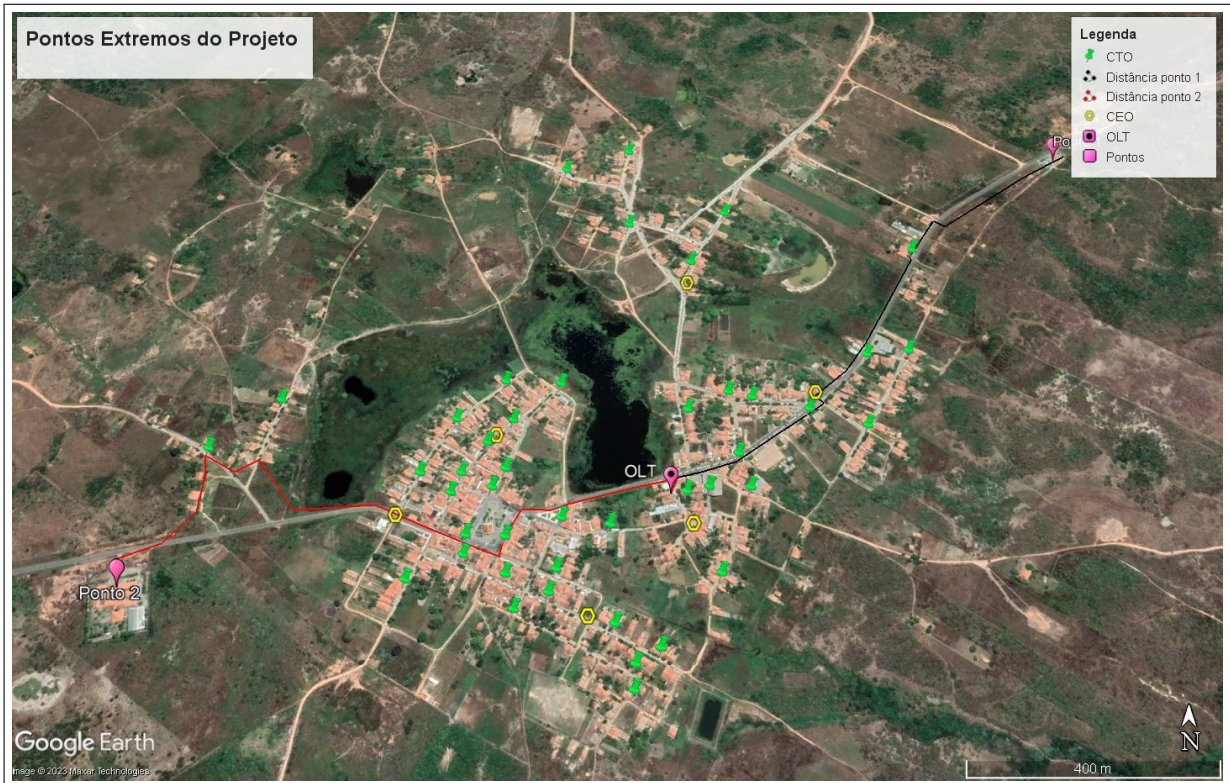 Pontos Extremos do Projeto
Legenda
CTO
Distância ponto 1
Distância ponto 2
CEO
OLT
Pontos
OLT
Ponto 2
Google Earth
Image © 2023 Maxar Technologies
N
400 m